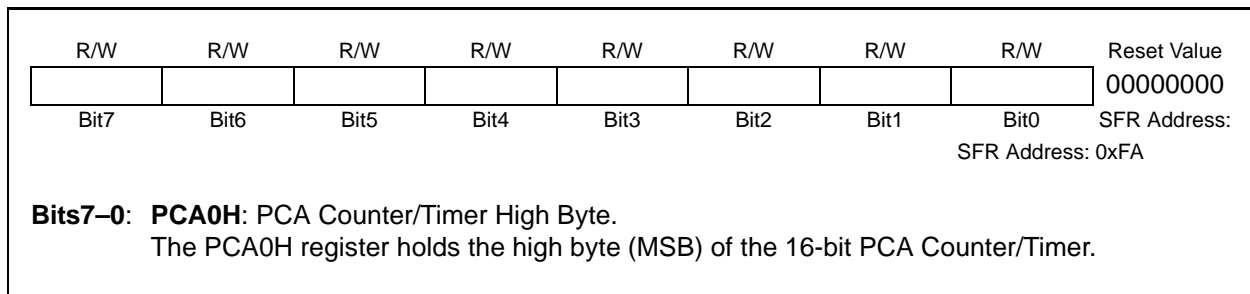 R/W R/W R/W R/W R/W R/W R/W R/W Reset Value
00000000
Bit7 Bit6 Bit5 Bit4 Bit3 Bit2 Bit1 Bit0 SFR Address:
SFR Address: 0xFA
Bits7–0: PCA0H: PCA Counter/Timer High Byte.
The PCA0H register holds the high byte (MSB) of the 16-bit PCA Counter/Timer.